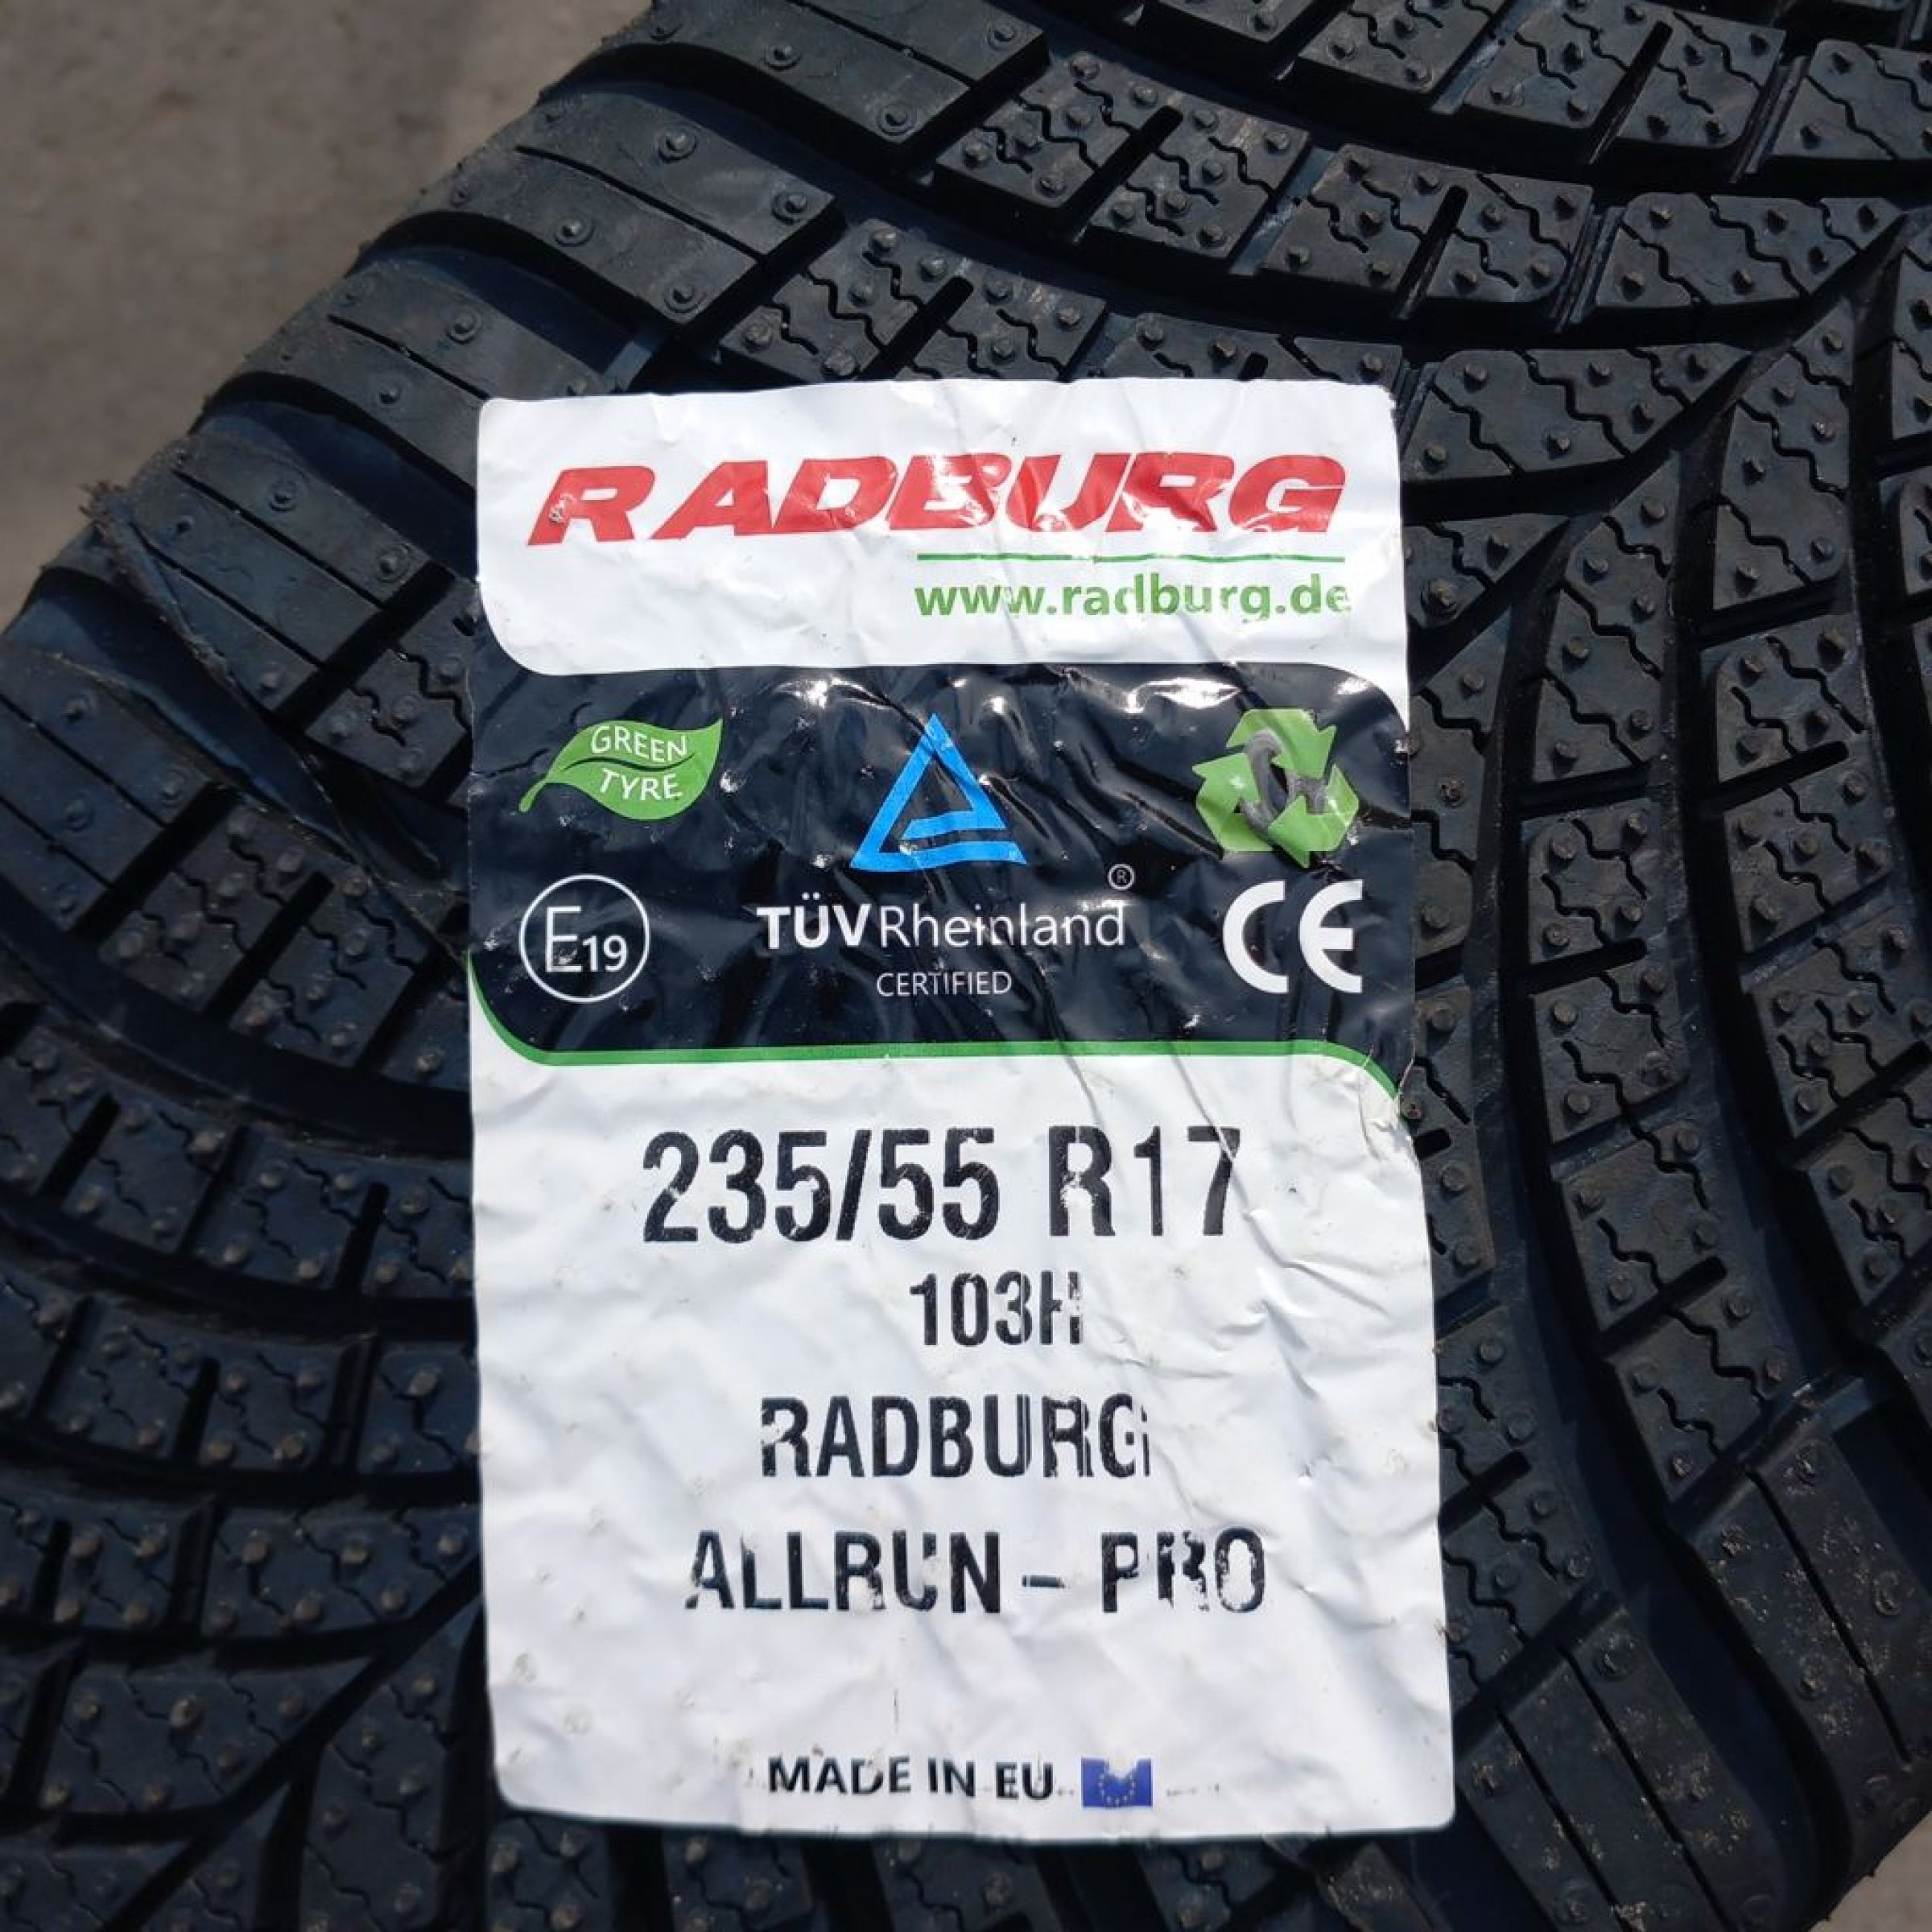 RADBURG
www.radburg.de
GREEN
TYRE
E19
TÜVRheinland®
CERTIFIED
CE
235/55 R17
103H
RADBURG
ALLRUN - PRO
MADE IN EU